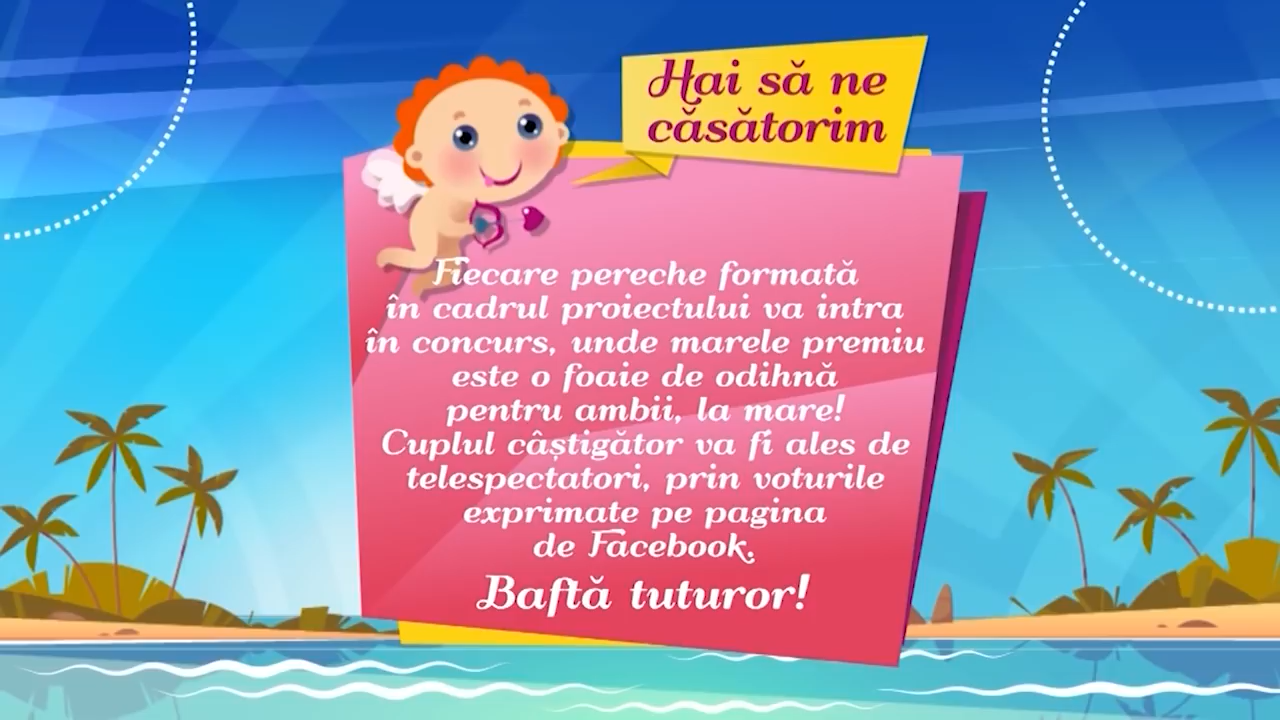 Hai să ne
căsătorim
Fiecare pereche formată
în cadrul proiectului va intra
în concurs, unde marele premiu
este o foaie de odihnă
pentru ambii, la mare!
Cuplul câștigător va fi ales de
telespectatori, prin voturile
exprimate pe pagina
de Facebook.
Baftă tuturor!